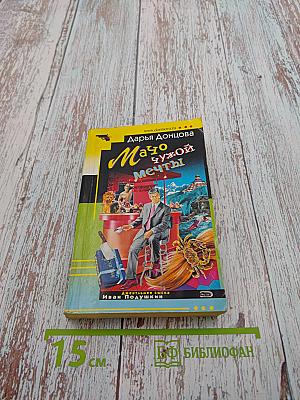 Дарья Донцова
Мачо
чужой
мечты
Иван Подушкин
15 см
БИБЛИОФАН